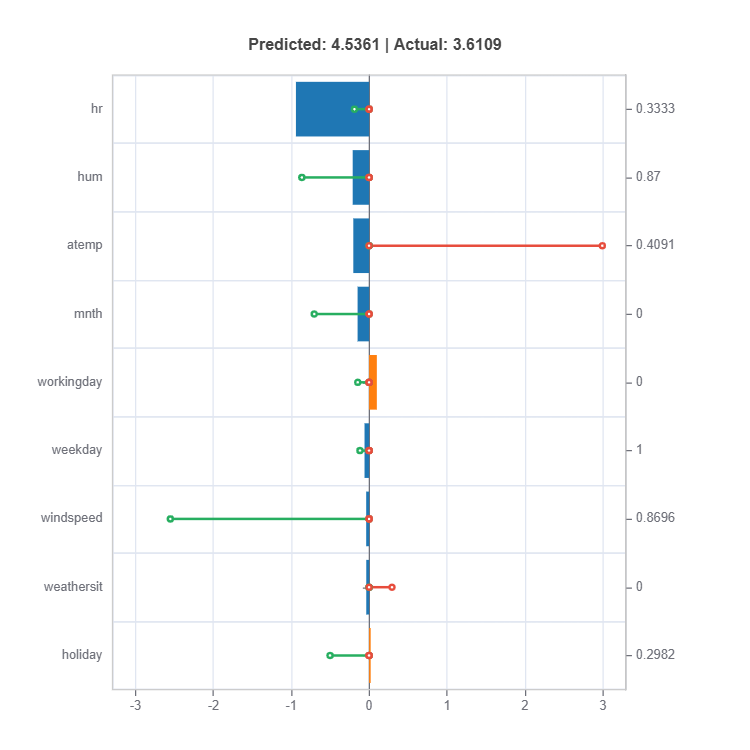 Predicted: 4.5361 | Actual: 3.6109
hr 0.3333
hum 0.87
atemp 0.4091
mnth 0
workingday 0
weekday 1
windspeed 0.8696
weathersit 0
holiday 0.2982
-3 -2 -1 0 1 2 3